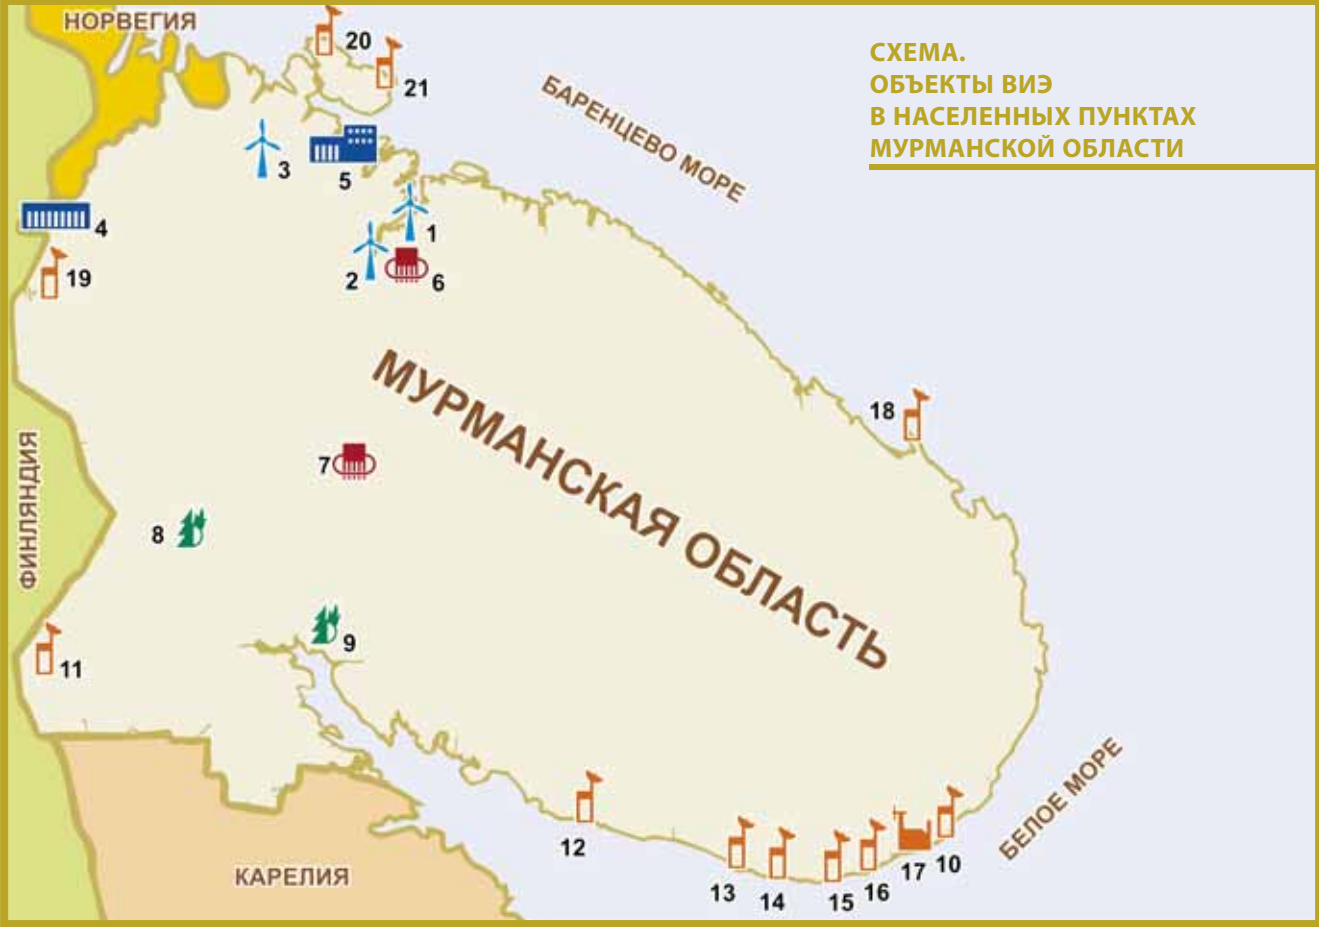 НОРВЕГИЯ
20
21
СХЕМА.
ОБЪЕКТЫ ВИЭ
В НАСЕЛЕННЫХ ПУНКТАХ
МУРМАНСКОЙ ОБЛАСТИ
БАРЕНЦЕВО МОРЕ
3
5
4
1
19
2
6
МУРМАНСКАЯ ОБЛАСТЬ
18
ФИНЛЯНДИЯ
7
8
9
11
БЕЛОЕ МОРЕ
12
КАРЕЛИЯ
13
14
15
16
17
10